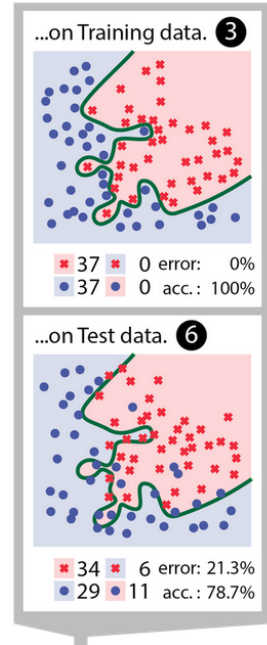 ...on Training data. 3
37 0 error: 0%
37 0 acc.: 100%
...on Test data. 6
34 6 error: 21.3%
29 11 acc.: 78.7%